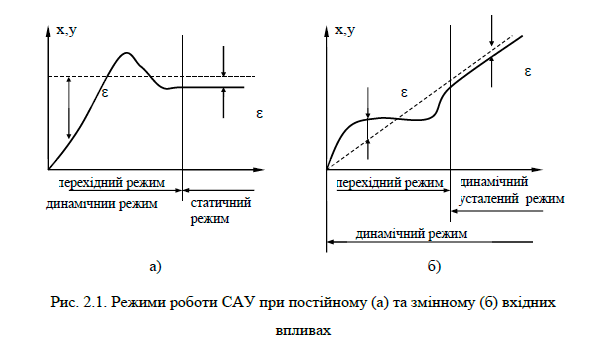 x,y
ε
ε
перехідний режим
динамічний режим
статичний
режим
а)
x,y
ε
ε
перехідний режим
динамічний
усталений режим
динамічний режим
б)
Рис. 2.1. Режими роботи САУ при постійному (а) та змінному (б) вхідних
впливах